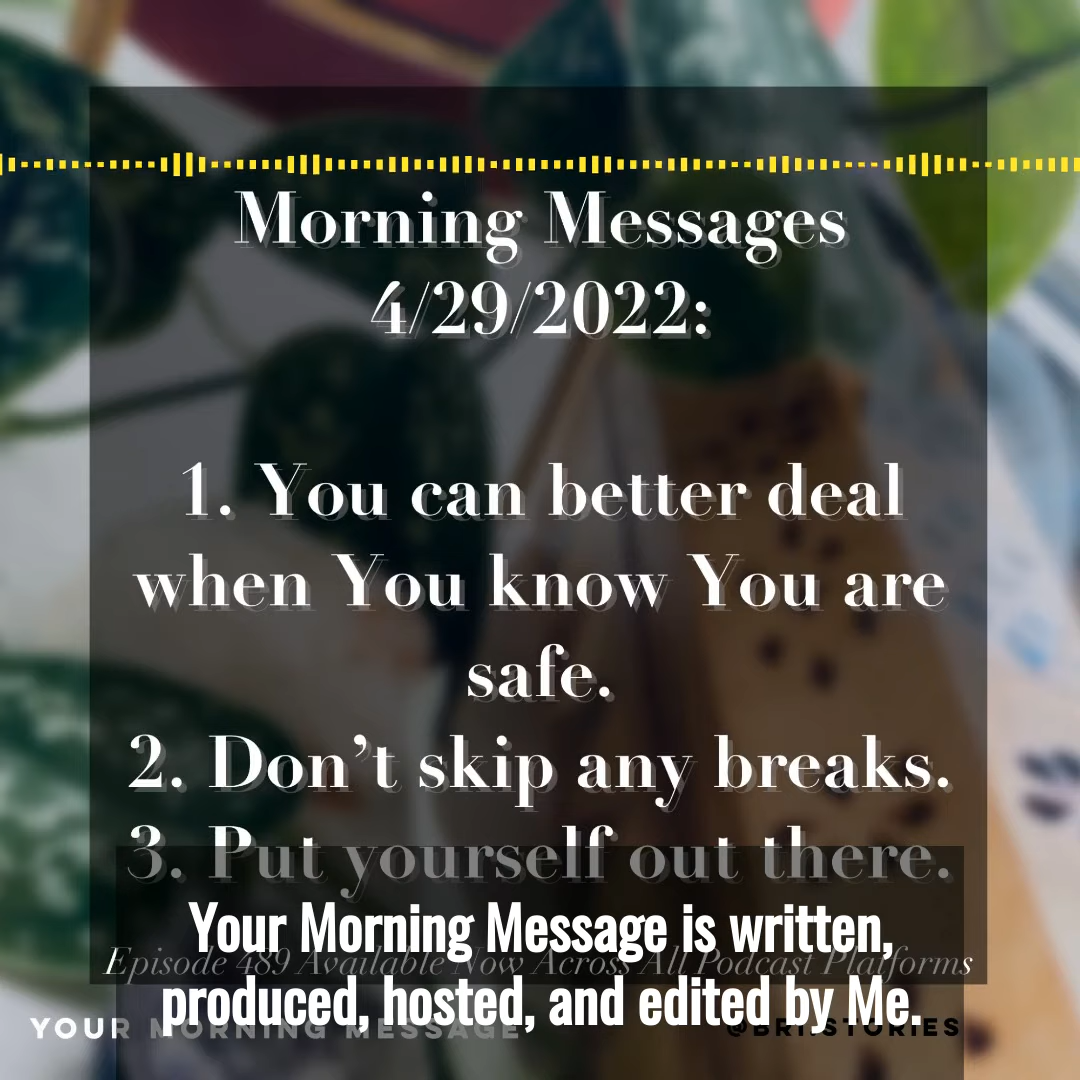 Morning Messages
4/29/2022:
1. You can better deal
when You know You are
safe.
2. Don't skip any breaks.
3. Put yourself out there.
Your Morning Message is written,
Episode 489 Available Now Across All Podcast Platforms
produced, hosted, and edited by Me.
YOUR MORNING MESSAGE
@BRII.STORIES